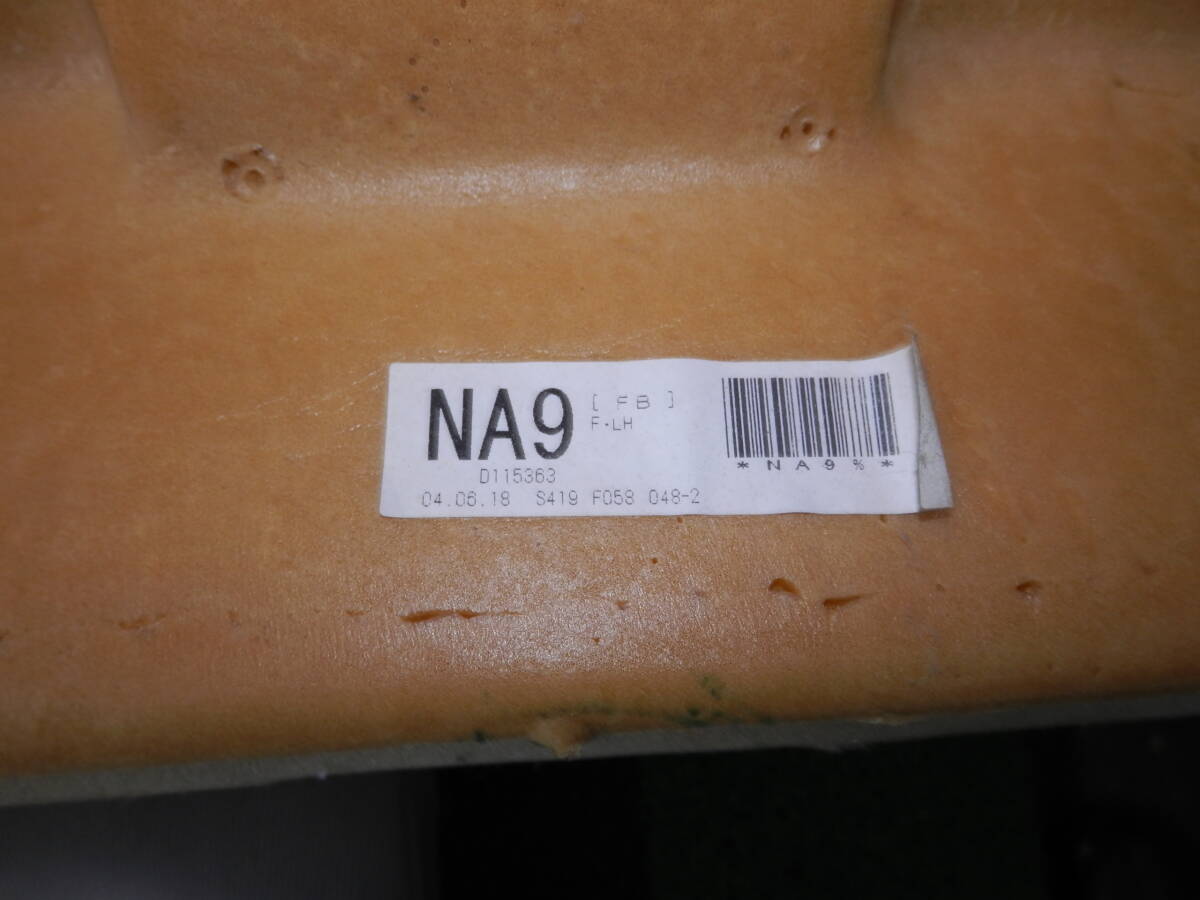 NA9
[ FB ]
F·LH
D115363
04.06.18 S419 F058 048-2
*NA9%*